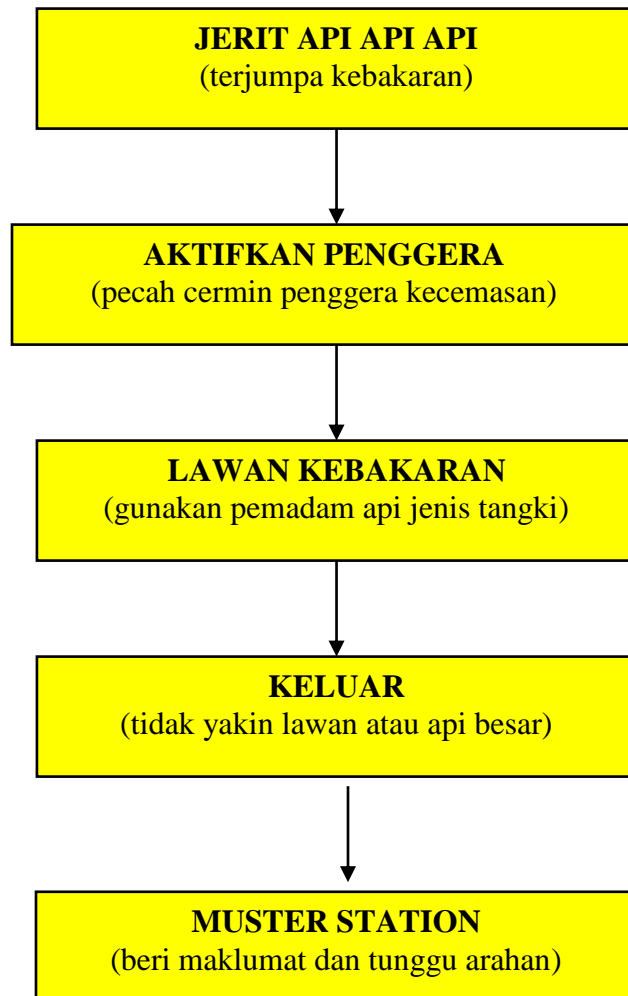 JERIT API API API
(terjumpa kebakaran)
AKTIFKAN PENGGERA
(pecah cermin penggera kecemasan)
LAWAN KEBAKARAN
(gunakan pemadam api jenis tangki)
KELUAR
(tidak yakin lawan atau api besar)
MUSTER STATION
(beri maklumat dan tunggu arahan)